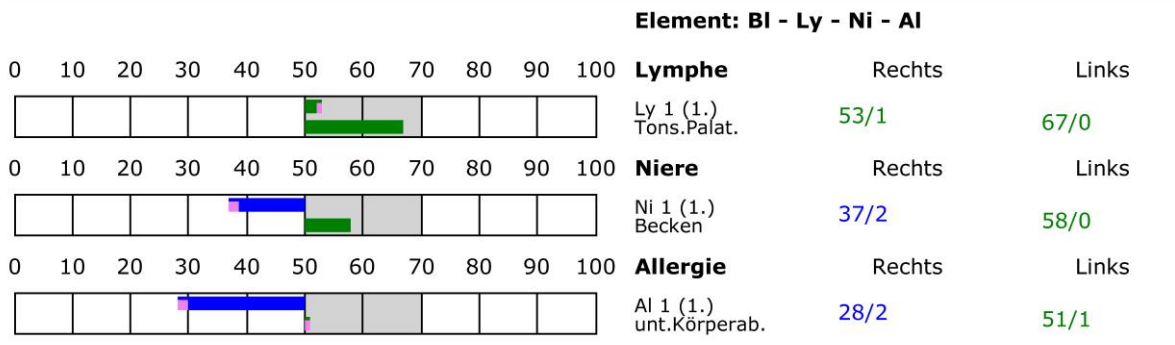 Element: Bl - Ly - Ni - Al
0 10 20 30 40 50 60 70 80 90 100 Lymphe Rechts Links
Ly 1 (1.) 53/1 67/0
Tons.Palat.
0 10 20 30 40 50 60 70 80 90 100 Niere Rechts Links
Ni 1 (1.) 37/2 58/0
Becken
0 10 20 30 40 50 60 70 80 90 100 Allergie Rechts Links
Al 1 (1.) 28/2 51/1
unt.Körperab.